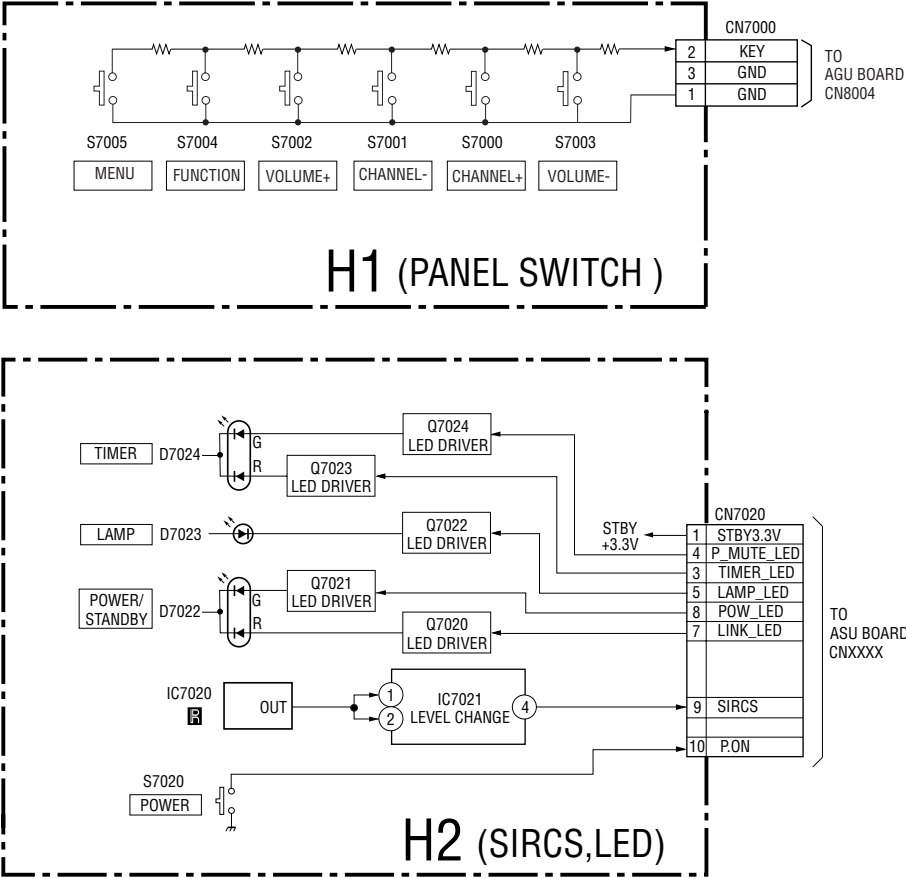 CN7000
2 KEY
3 GND
1 GND
TO
AGU BOARD
CN8004
S7005 S7004 S7002 S7001 S7000 S7003
MENU FUNCTION VOLUME+ CHANNEL- CHANNEL+ VOLUME-
H1 (PANEL SWITCH )
TIMER D7024
G
R
Q7024
LED DRIVER
Q7023
LED DRIVER
LAMP D7023
Q7022
LED DRIVER
POWER/
STANDBY
D7022
G
R
Q7021
LED DRIVER
Q7020
LED DRIVER
STBY
+3.3V
CN7020
1 STBY3.3V
4 P_MUTE_LED
3 TIMER_LED
5 LAMP_LED
8 POW_LED
7 LINK_LED
9 SIRCS
10 P.ON
TO
ASU BOARD
CNXXXX
IC7020
R
OUT
1
2
IC7021
LEVEL CHANGE
4
S7020
POWER
H2 (SIRCS,LED)